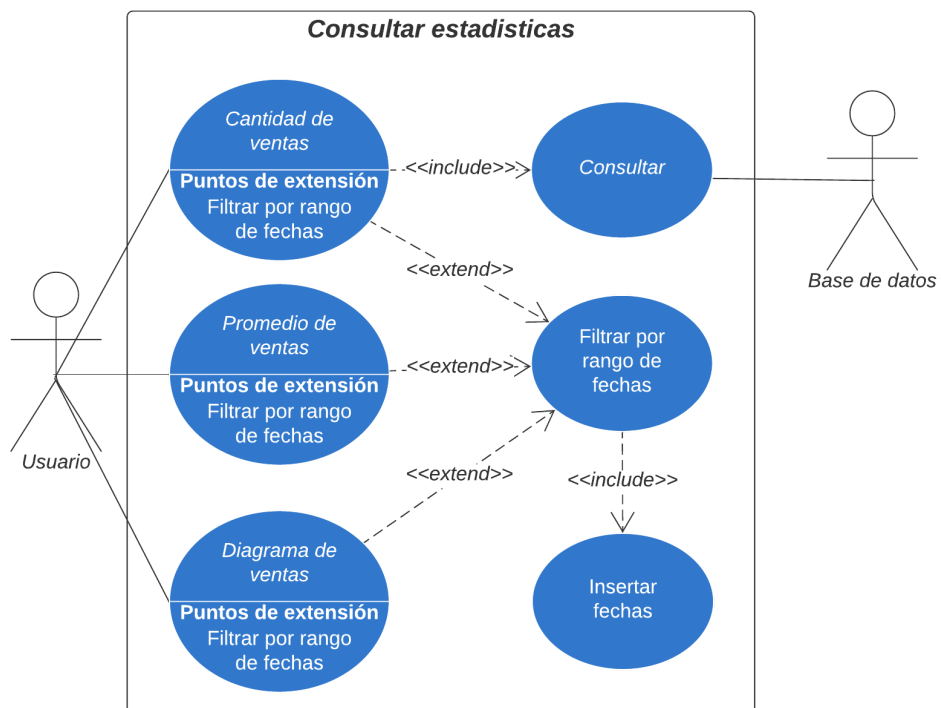 Consultar estadisticas
Cantidad de
ventas
Puntos de extensión
Filtrar por rango
de fechas
<<include>>
Consultar
Base de datos
<<extend>>
Promedio de
ventas
Puntos de extensión
Filtrar por rango
de fechas
<<extend>>
Filtrar por
rango de
fechas
Usuario
<<extend>>
<<include>>
Diagrama de
ventas
Puntos de extensión
Filtrar por rango
de fechas
Insertar
fechas